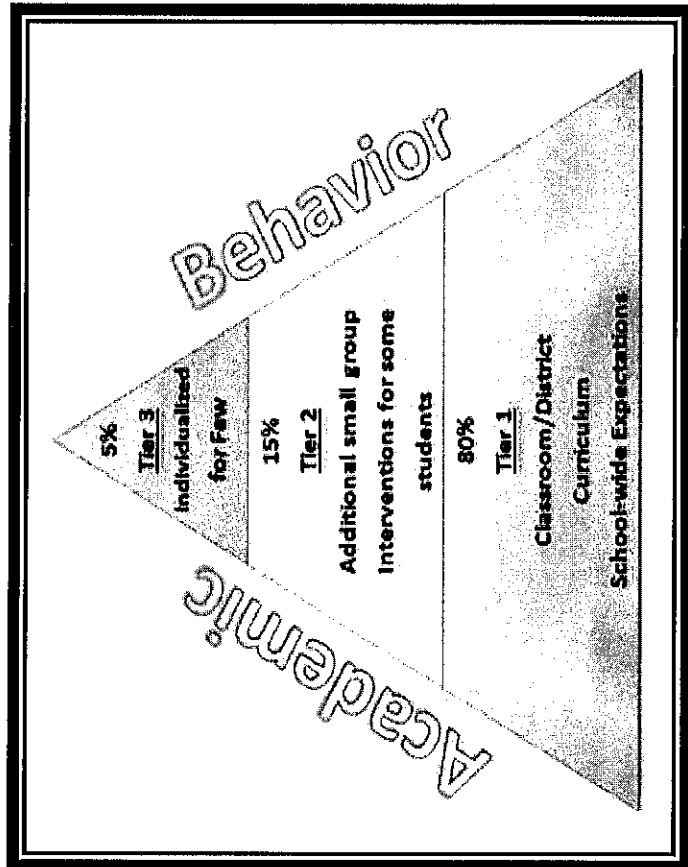 Academic
Behavior
5%
Tier 3
Individualized
for Few
15%
Tier 2
Additional small group
Interventions for some
students
80%
Tier 1
Classroom/District
Curriculum
School-wide Expectations